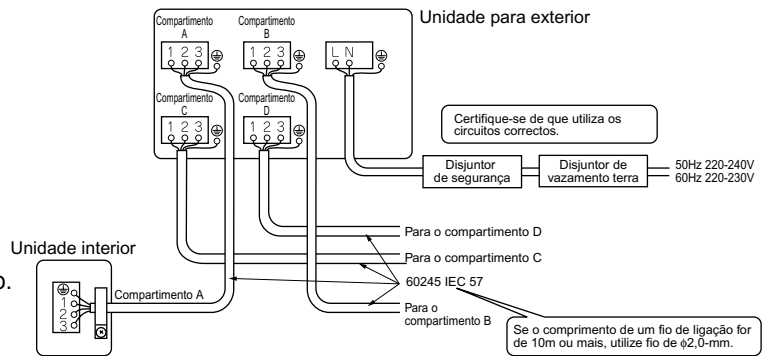 Unidade para exterior
Compartimento
A
1 2 3
Compartimento
B
1 2 3
L N
Compartimento
C
1 2 3
Compartimento
D
1 2 3
Certifique-se de que utiliza os
circuitos correctos.
Disjuntor
de segurança
Disjuntor de
vazamento terra
50Hz 220-240V
60Hz 220-230V
Para o compartimento D
Para o compartimento C
60245 IEC 57
Para o
compartimento B
Se o comprimento de um fio de ligação for
de 10m ou mais, utilize fio de ϕ2,0-mm.
Unidade interior
o.
1
2
3
Compartimento A